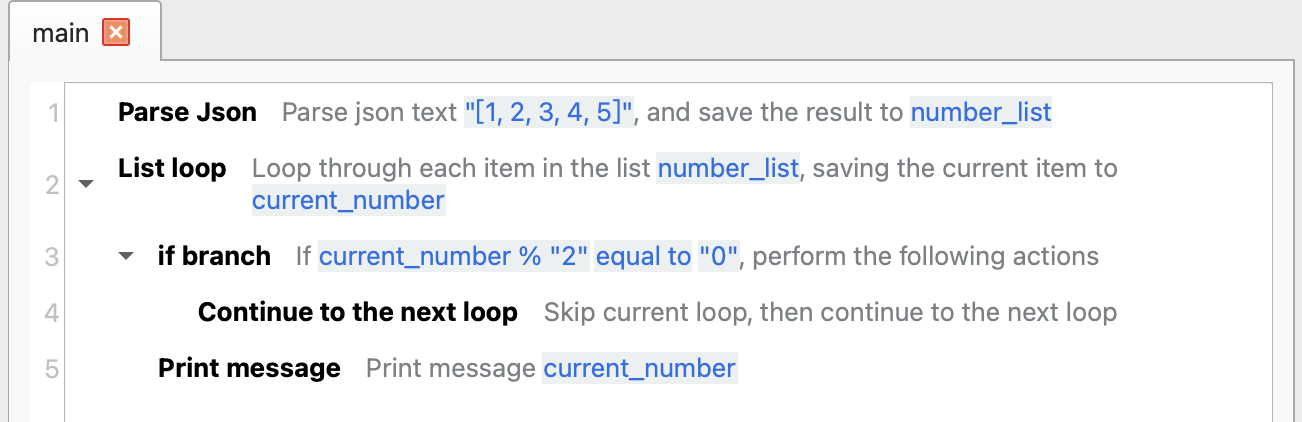 main
1 Parse Json Parse json text "[1, 2, 3, 4, 5]", and save the result to number_list
2 List loop Loop through each item in the list number_list, saving the current item to
current_number
3 if branch If current_number % "2" equal to "0", perform the following actions
4 Continue to the next loop Skip current loop, then continue to the next loop
5 Print message Print message current_number